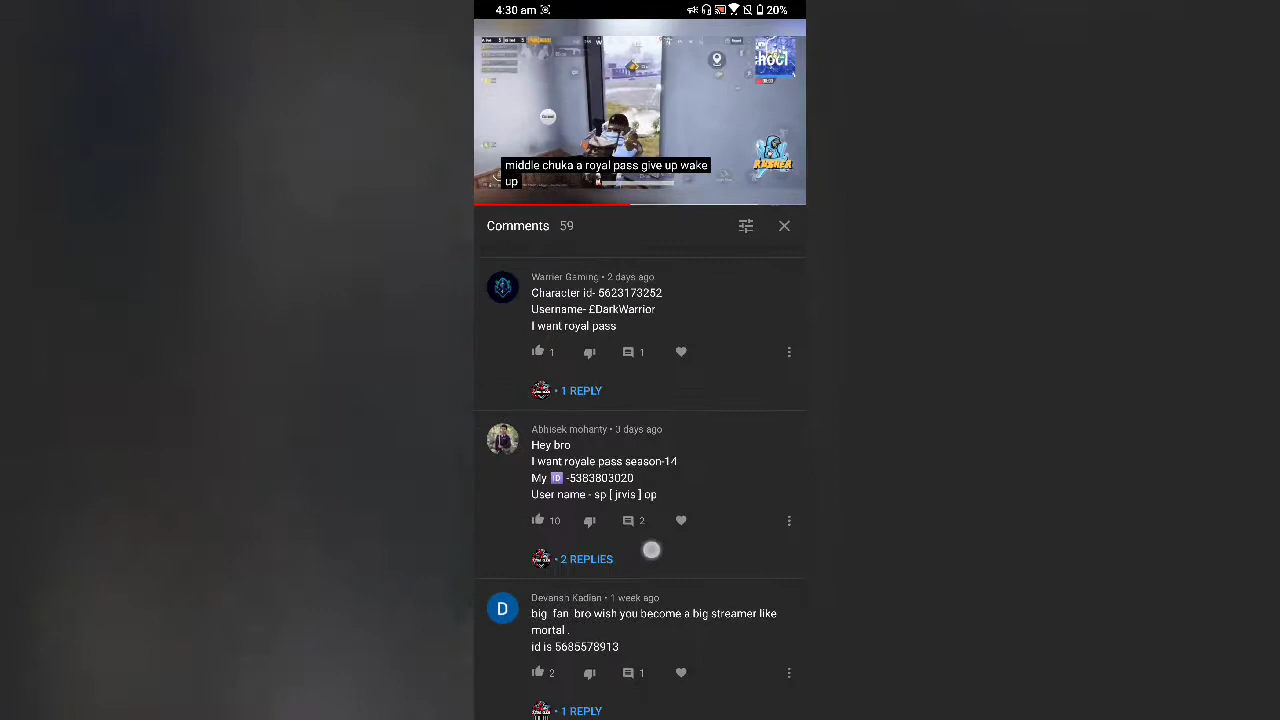 4:30 am
20%
middle chuka a royal pass give up wake
up
Comments 59
Warrier Gaming • 2 days ago
Character id- 5623173252
Username- £DarkWarrior
I want royal pass
1
1
• 1 REPLY
Abhisek mohanty • 3 days ago
Hey bro
I want royale pass season-14
My 🆔 -5383803020
User name - sp [ jrvis ] op
10
2
• 2 REPLIES
D
Devansh Kadian • 1 week ago
big fan bro wish you become a big streamer like
mortal .
id is 5685578913
2
1
• 1 REPLY